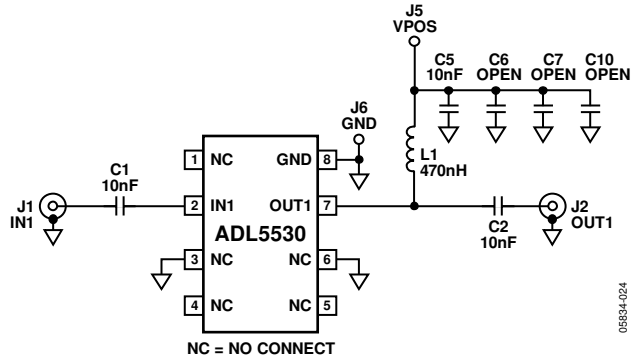 J5
VPOS
C5
10nF
C6
OPEN
C7
OPEN
C10
OPEN
J6
GND
L1
470nH
C1
10nF
J1
IN1
1 NC
GND 8
2 IN1
OUT1 7
ADL5530
3 NC
NC 6
4 NC
NC 5
C2
10nF
J2
OUT1
NC = NO CONNECT
05834-024